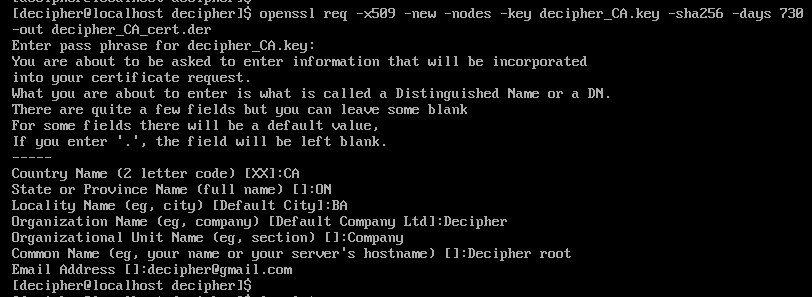 [decipher@localhost decipher]$
[decipher@localhost decipher]$ openssl req -x509 -new -nodes -key decipher_CA.key -sha256 -days 730
-out decipher_CA_cert.der
Enter pass phrase for decipher_CA.key:
You are about to be asked to enter information that will be incorporated
into your certificate request.
What you are about to enter is what is called a Distinguished Name or a DN.
There are quite a few fields but you can leave some blank
For some fields there will be a default value,
If you enter '.', the field will be left blank.
-----
Country Name (2 letter code) [XX]:CA
State or Province Name (full name) []:ON
Locality Name (eg, city) [Default City]:BA
Organization Name (eg, company) [Default Company Ltd]:Decipher
Organizational Unit Name (eg, section) []:Company
Common Name (eg, your name or your server's hostname) []:Decipher root
Email Address []:decipher@gmail.com
[decipher@localhost decipher]$